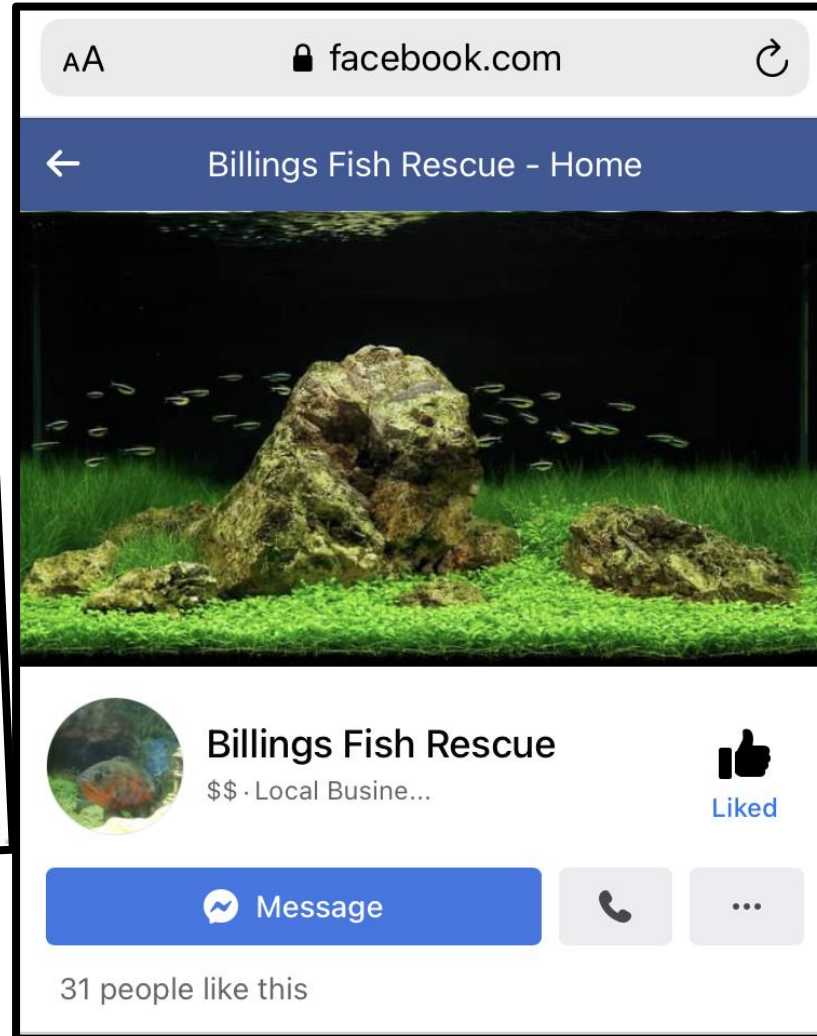 AA facebook.com
Billings Fish Rescue - Home
Billings Fish Rescue
$$ · Local Busine...
Liked
Message
31 people like this